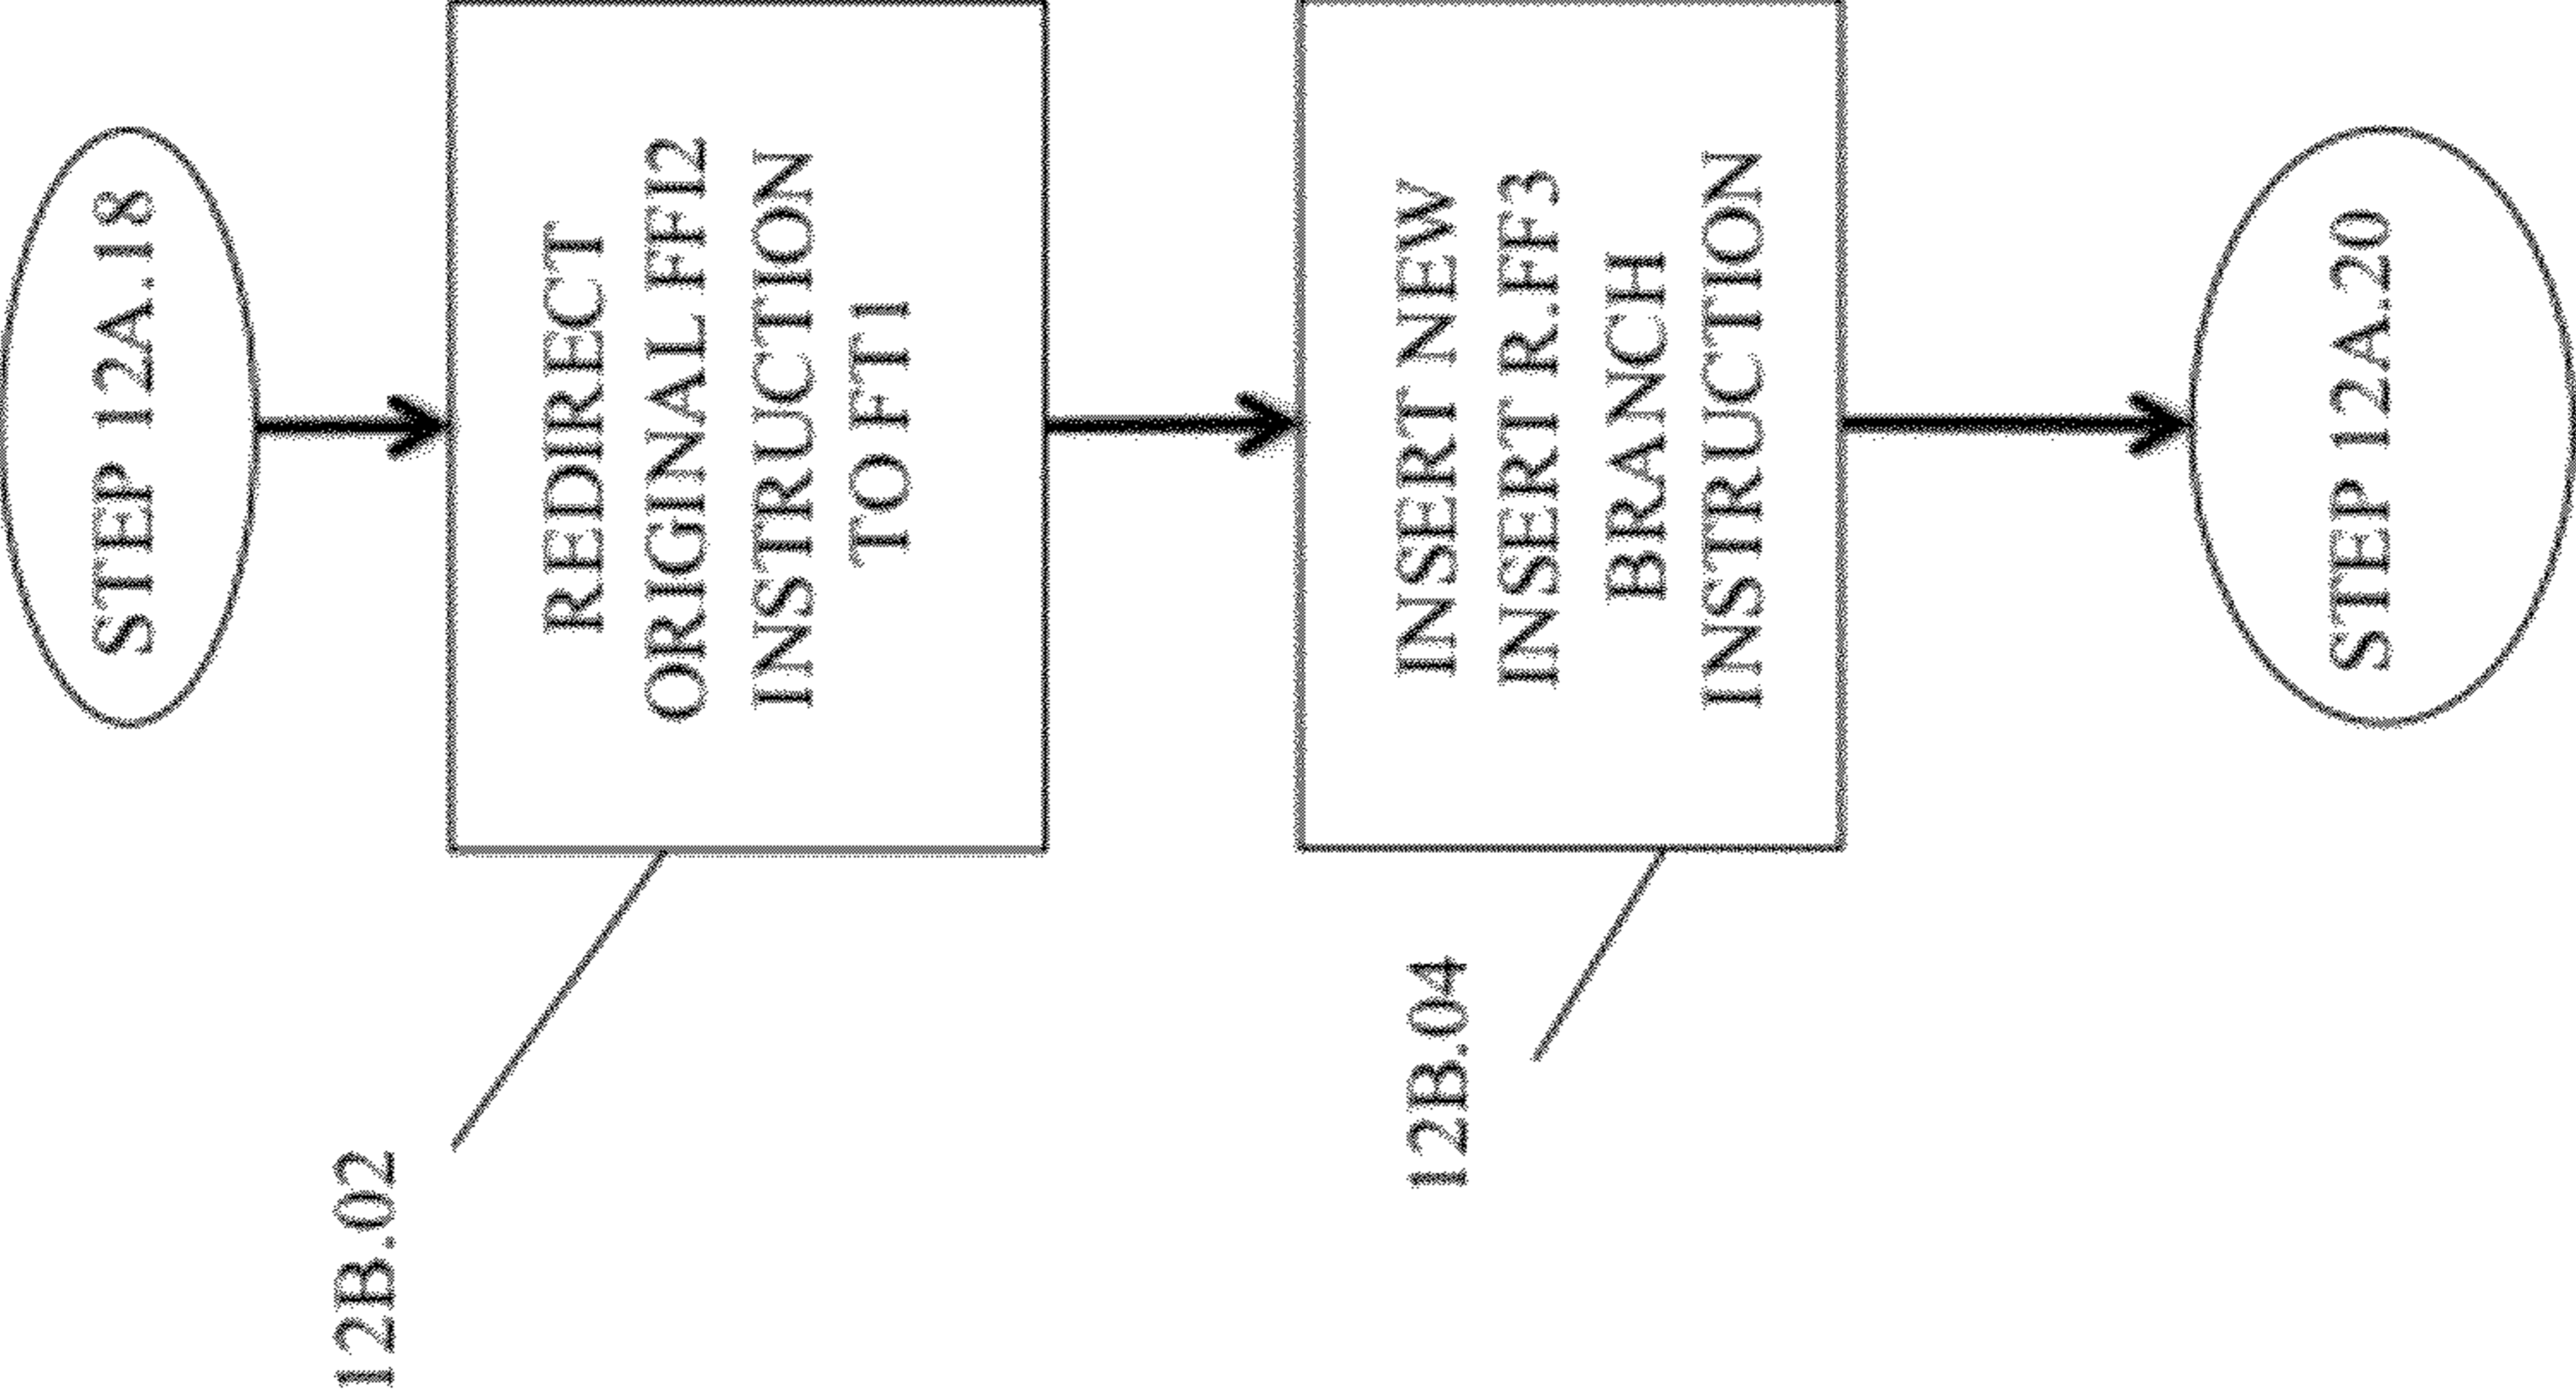 STEP 12A.18
REDIRECT
ORIGINAL FFI2
INSTRUCTION
TO FT1
12B.02
INSERT NEW
INSERT R.FF3
BRANCH
INSTRUCTION
12B.04
STEP 12A.20